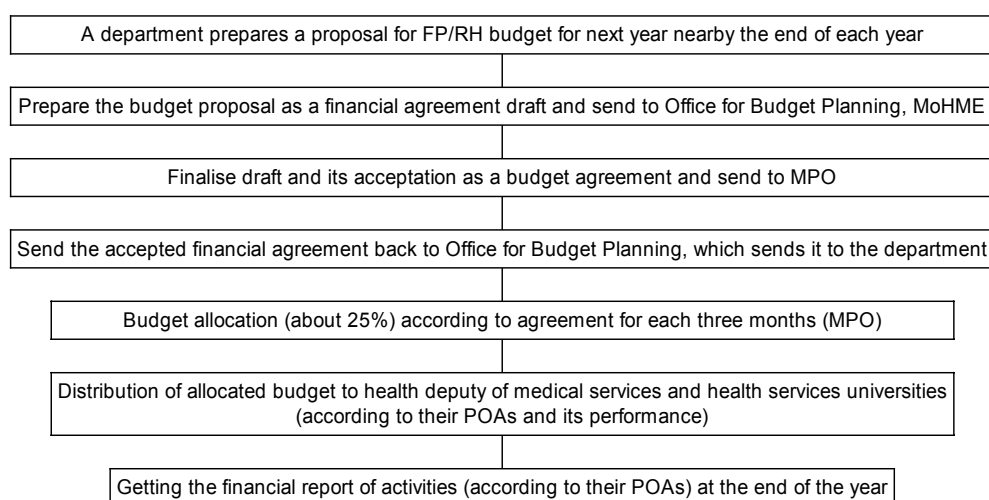 A department prepares a proposal for FP/RH budget for next year nearby the end of each year
Prepare the budget proposal as a financial agreement draft and send to Office for Budget Planning, MoHME
Finalise draft and its acceptation as a budget agreement and send to MPO
Send the accepted financial agreement back to Office for Budget Planning, which sends it to the department
Budget allocation (about 25%) according to agreement for each three months (MPO)
Distribution of allocated budget to health deputy of medical services and health services universities
(according to their POAs and its performance)
Getting the financial report of activities (according to their POAs) at the end of the year